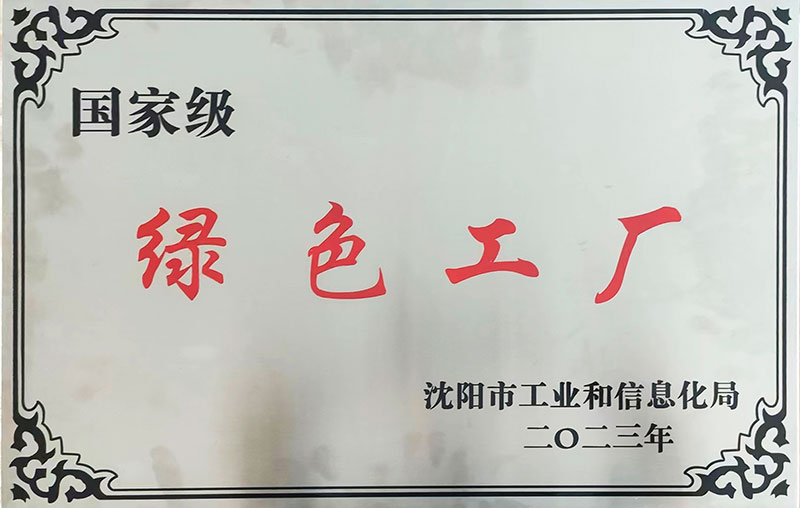 国家级
绿色工厂
沈阳市工业和信息化局
二〇二三年